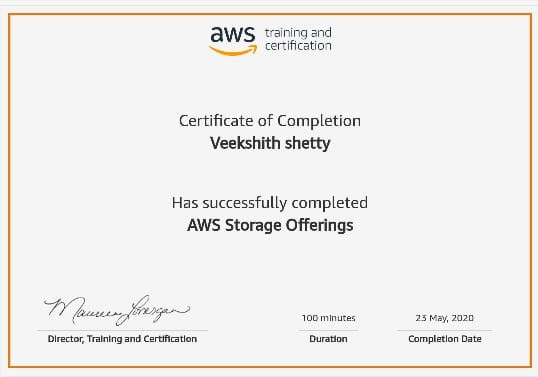 aws training and
certification
Certificate of Completion
Veekshith shetty
Has successfully completed
AWS Storage Offerings
Maureen Lonergan
100 minutes
23 May, 2020
Director, Training and Certification
Duration
Completion Date